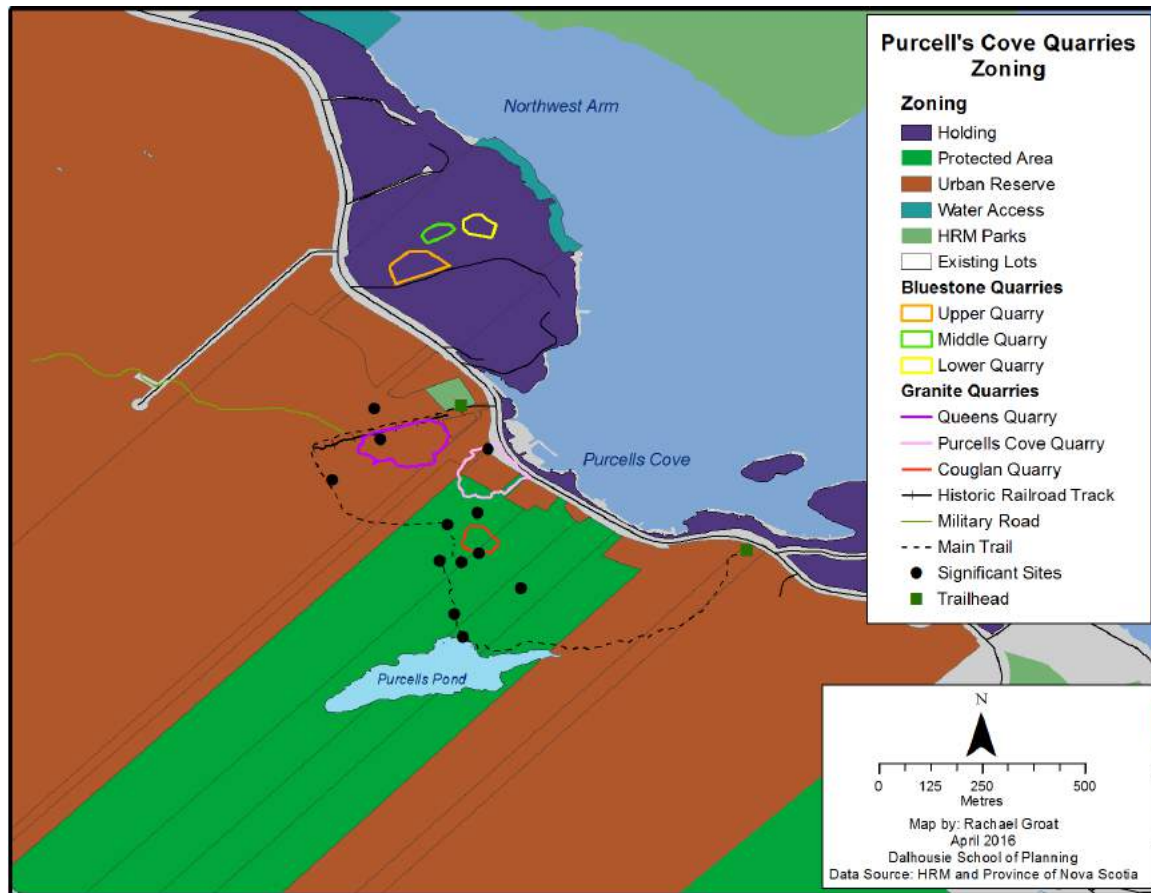 Purcell's Cove Quarries
Zoning
Zoning
Holding
Protected Area
Urban Reserve
Water Access
HRM Parks
Existing Lots
Bluestone Quarries
Upper Quarry
Middle Quarry
Lower Quarry
Granite Quarries
Queens Quarry
Purcells Cove Quarry
Couglan Quarry
Historic Railroad Track
Military Road
Main Trail
Significant Sites
Trailhead
Northwest Arm
Purcells Cove
Purcells Pond
N
0 125 250 500
Metres
Map by: Rachael Groat
April 2016
Dalhousie School of Planning
Data Source: HRM and Province of Nova Scotia